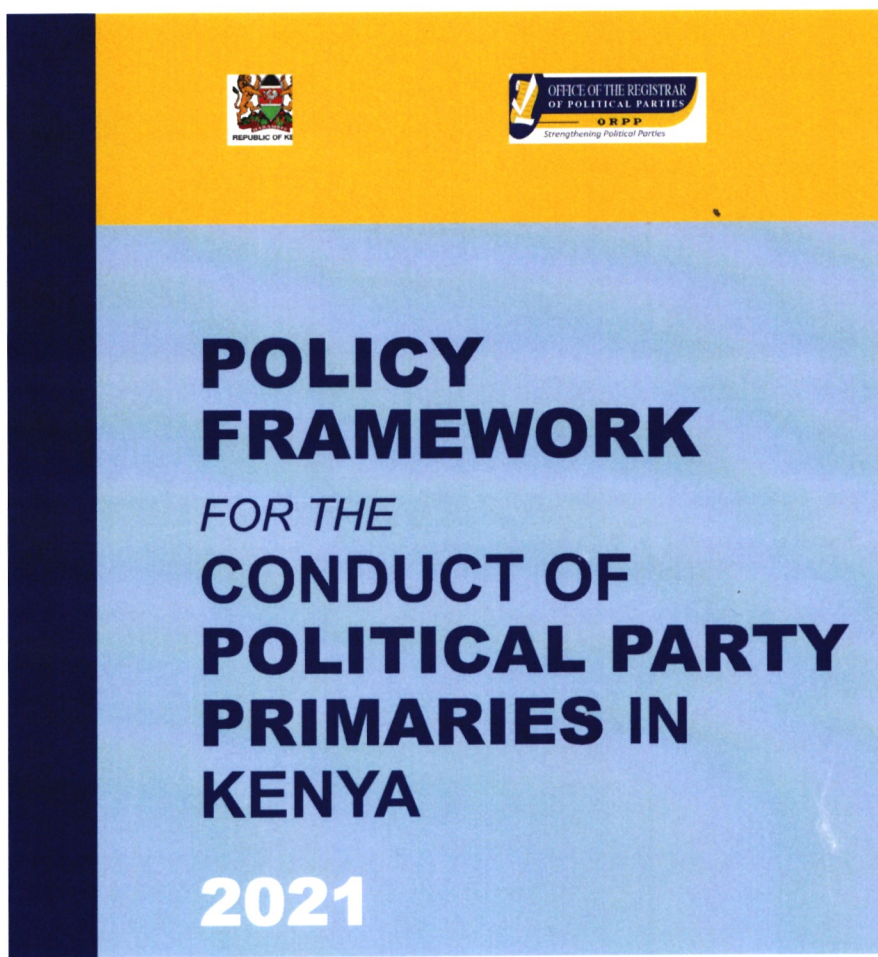 REPUBLIC OF KE
OFFICE OF THE REGISTRAR
OF POLITICAL PARTIES
ORPP
Strengthening Political Parties
POLICY
FRAMEWORK
FOR THE
CONDUCT OF
POLITICAL PARTY
PRIMARIES IN
KENYA
2021